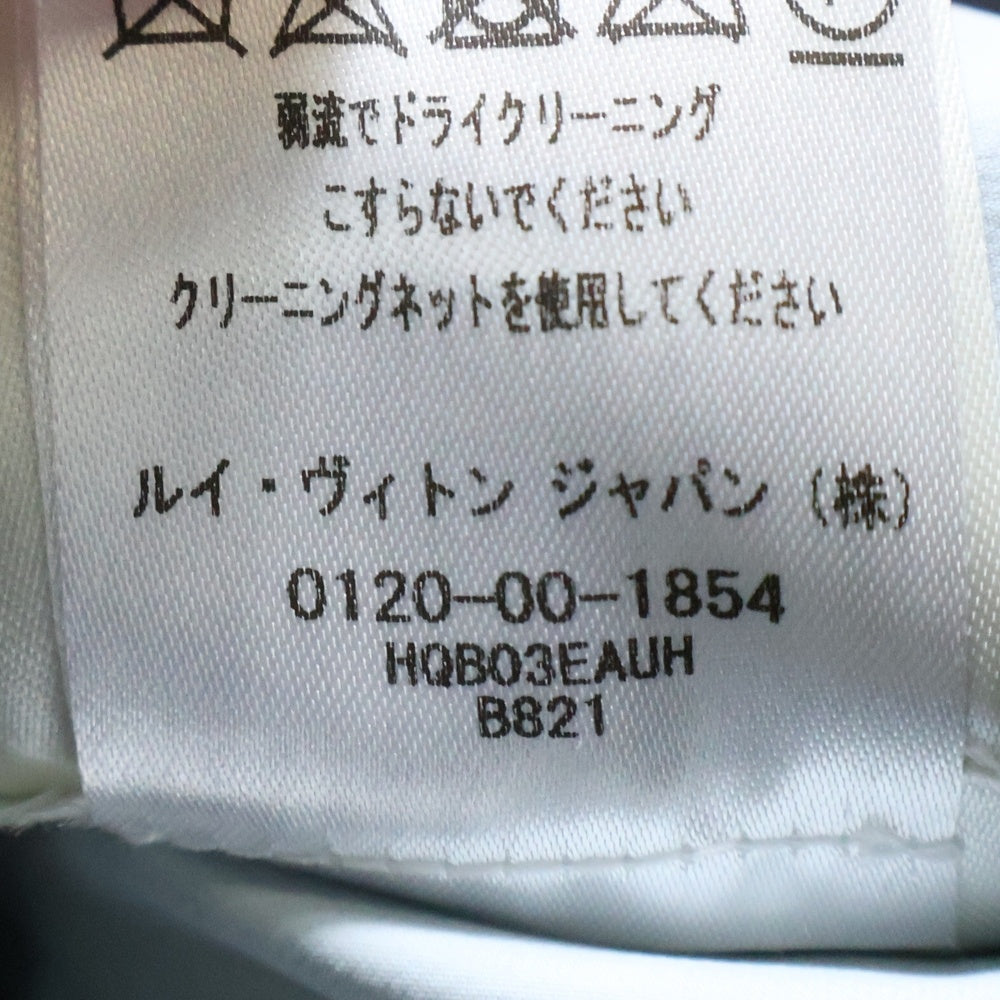 弱流でドライクリーニング
こすらないでください
クリーニングネットを使用してください
ルイ・ヴィトン ジャパン (株)
0120-00-1854
HQB03EAUH
B821